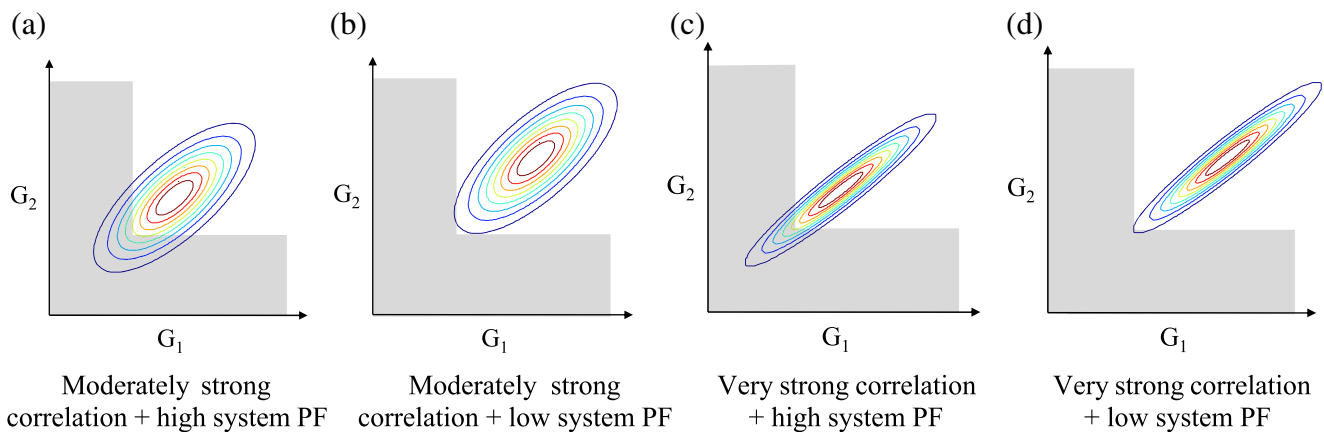 (a)
(b)
(c)
(d)
G₂
G₂
G₂
G₂
G₁
G₁
G₁
G₁
Moderately strong
correlation + high system PF
Moderately strong
correlation + low system PF
Very strong correlation
+ high system PF
Very strong correlation
+ low system PF